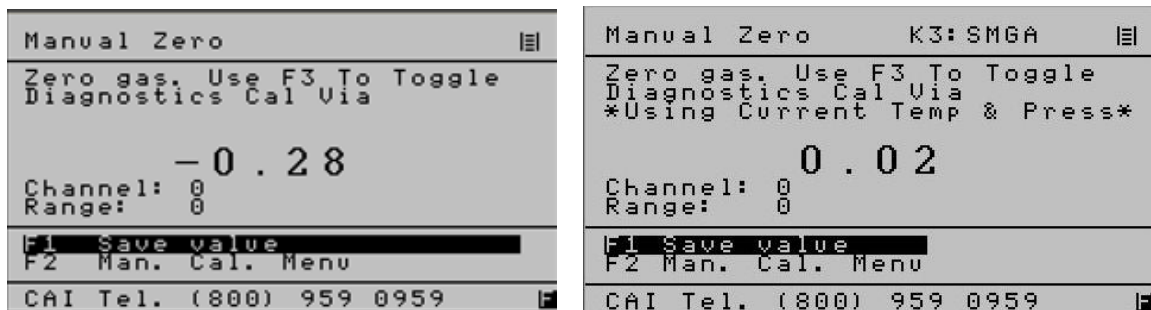 Manual Zero
Zero gas. Use F3 To Toggle
Diagnostics Cal Via
-0.28
Channel: 0
Range: 0
F1 Save value
F2 Man. Cal. Menu
CAI Tel. (800) 959 0959
Manual Zero K3:SMGA
Zero gas. Use F3 To Toggle
Diagnostics Cal Via
*Using Current Temp & Press*
0.02
Channel: 0
Range: 0
F1 Save value
F2 Man. Cal. Menu
CAI Tel. (800) 959 0959